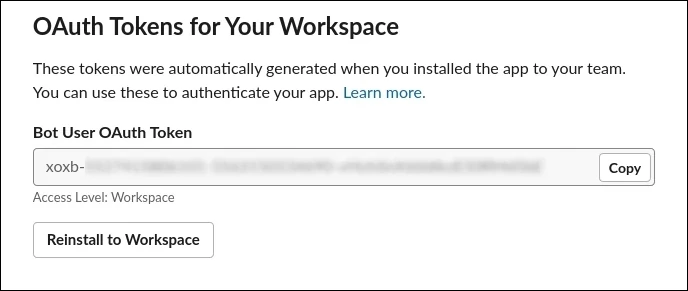 OAuth Tokens for Your Workspace
These tokens were automatically generated when you installed the app to your team.
You can use these to authenticate your app. Learn more.
Bot User OAuth Token
xoxb-
Copy
Access Level: Workspace
Reinstall to Workspace